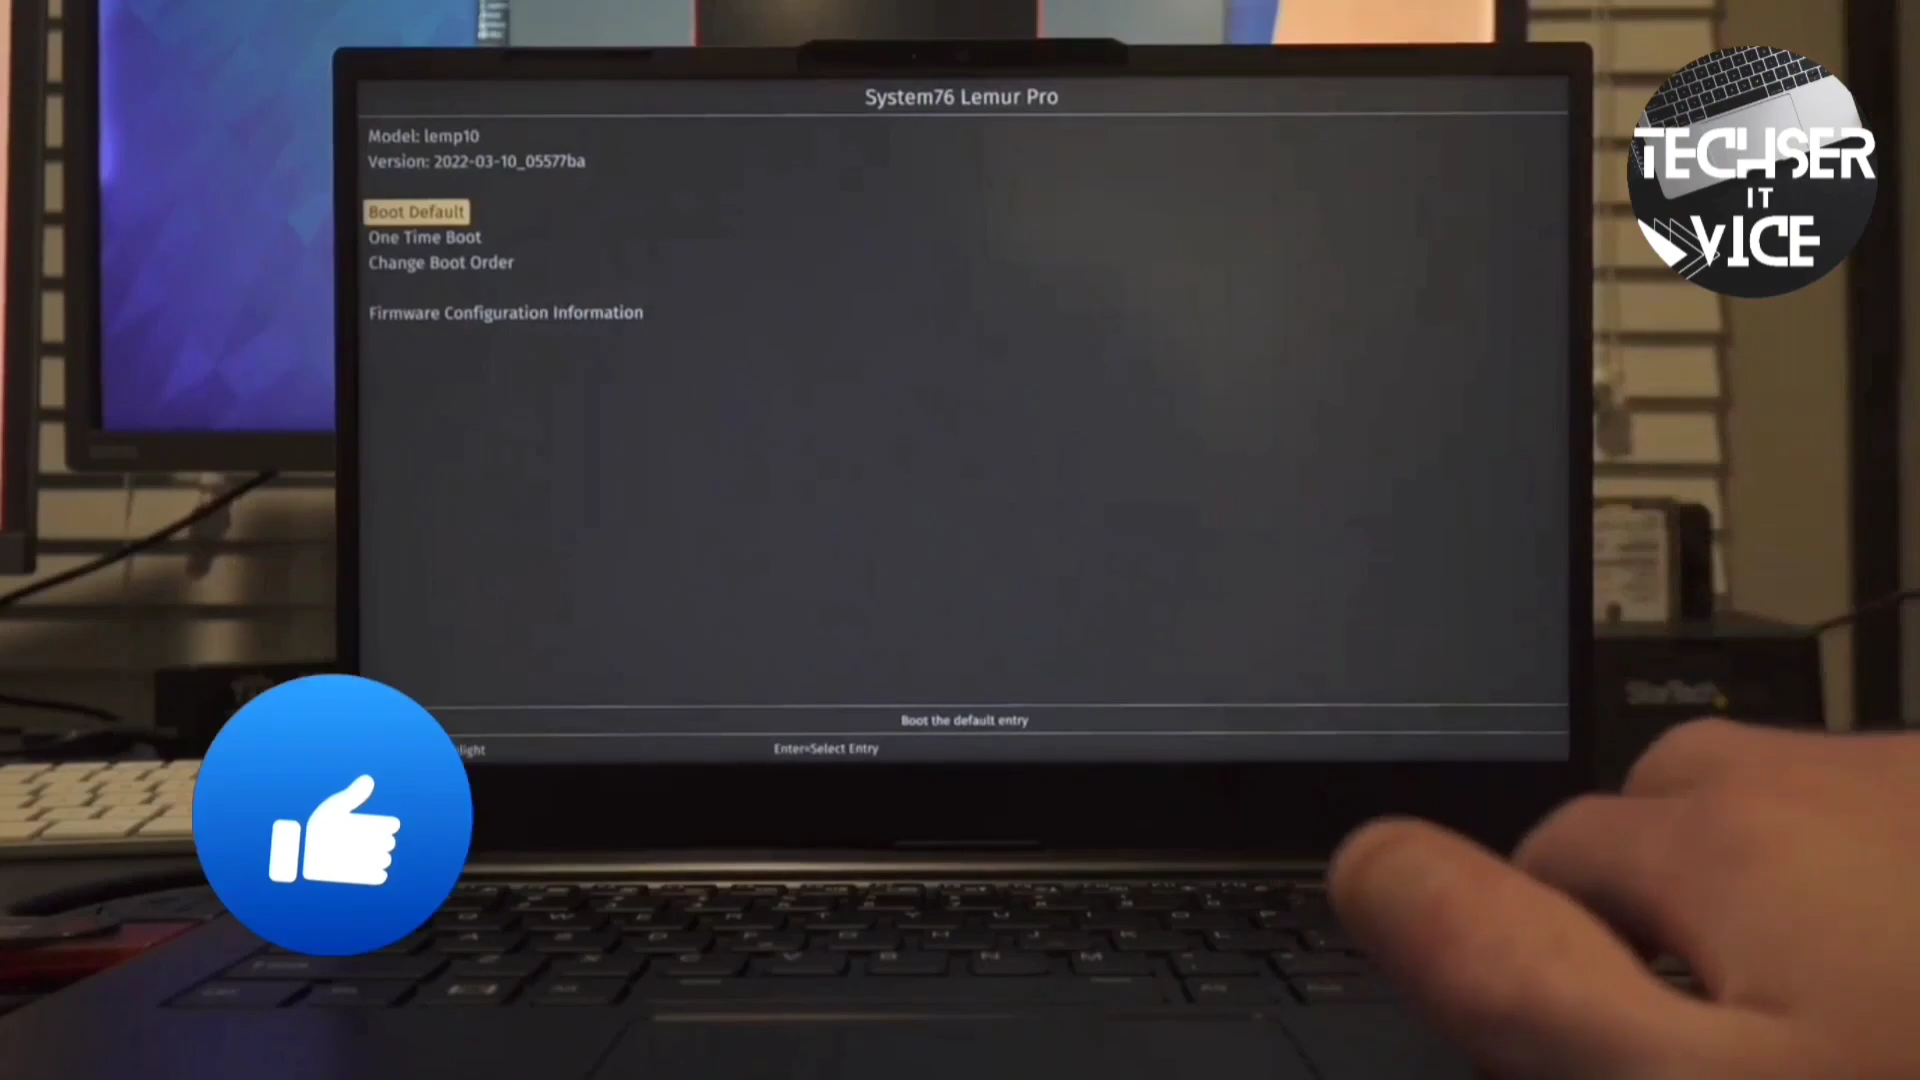 System76 Lemur Pro
Model: lemp10
Version: 2022-03-10_05577ba
Boot Default
One Time Boot
Change Boot Order
Firmware Configuration Information
Boot the default entry
light
Enter=Select Entry
TECHSER
IT
VICE
Q W E R T Y U I O P
A S D F G H J K L
Z X C V B N M